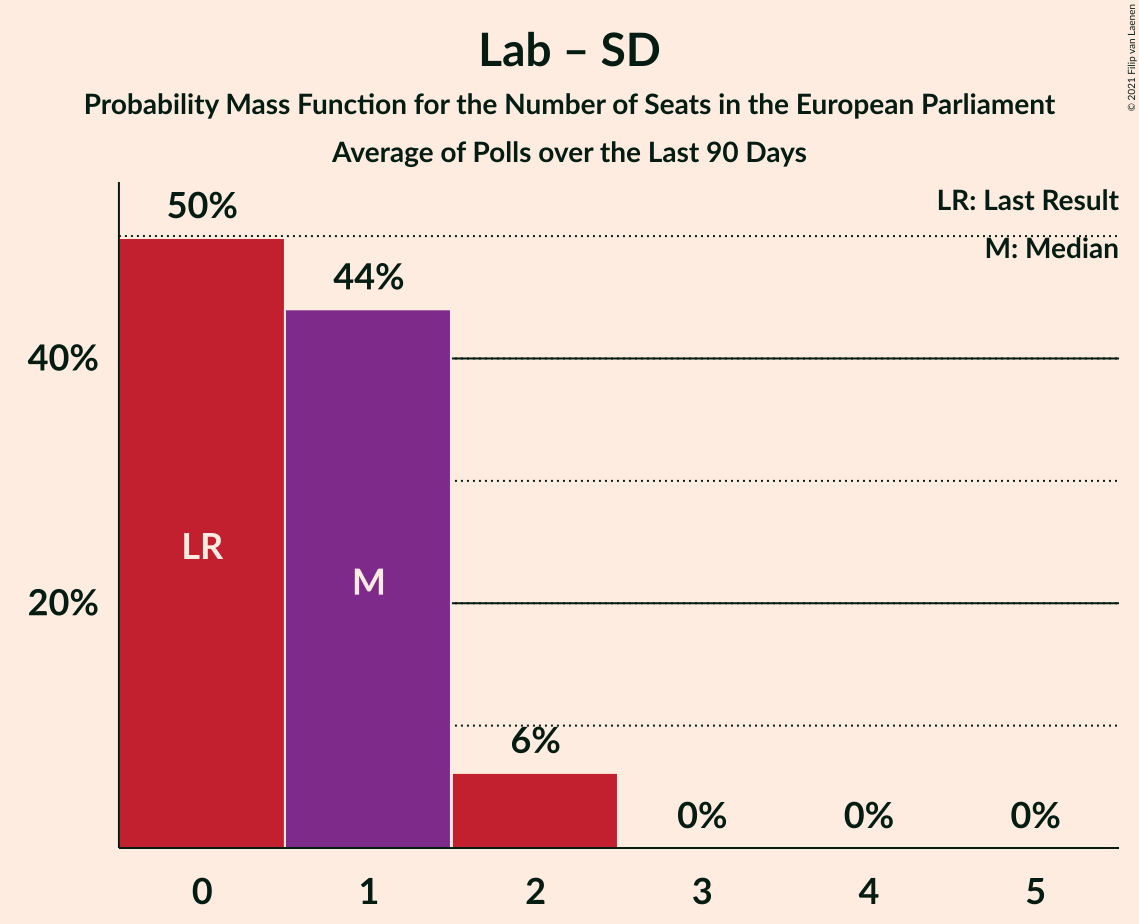 Lab – SD
Probability Mass Function for the Number of Seats in the European Parliament
Average of Polls over the Last 90 Days
© 2021 Filip van Laenen
LR: Last Result
M: Median
50%
44%
40%
LR
M
20%
6%
0%
0%
0%
0
1
2
3
4
5